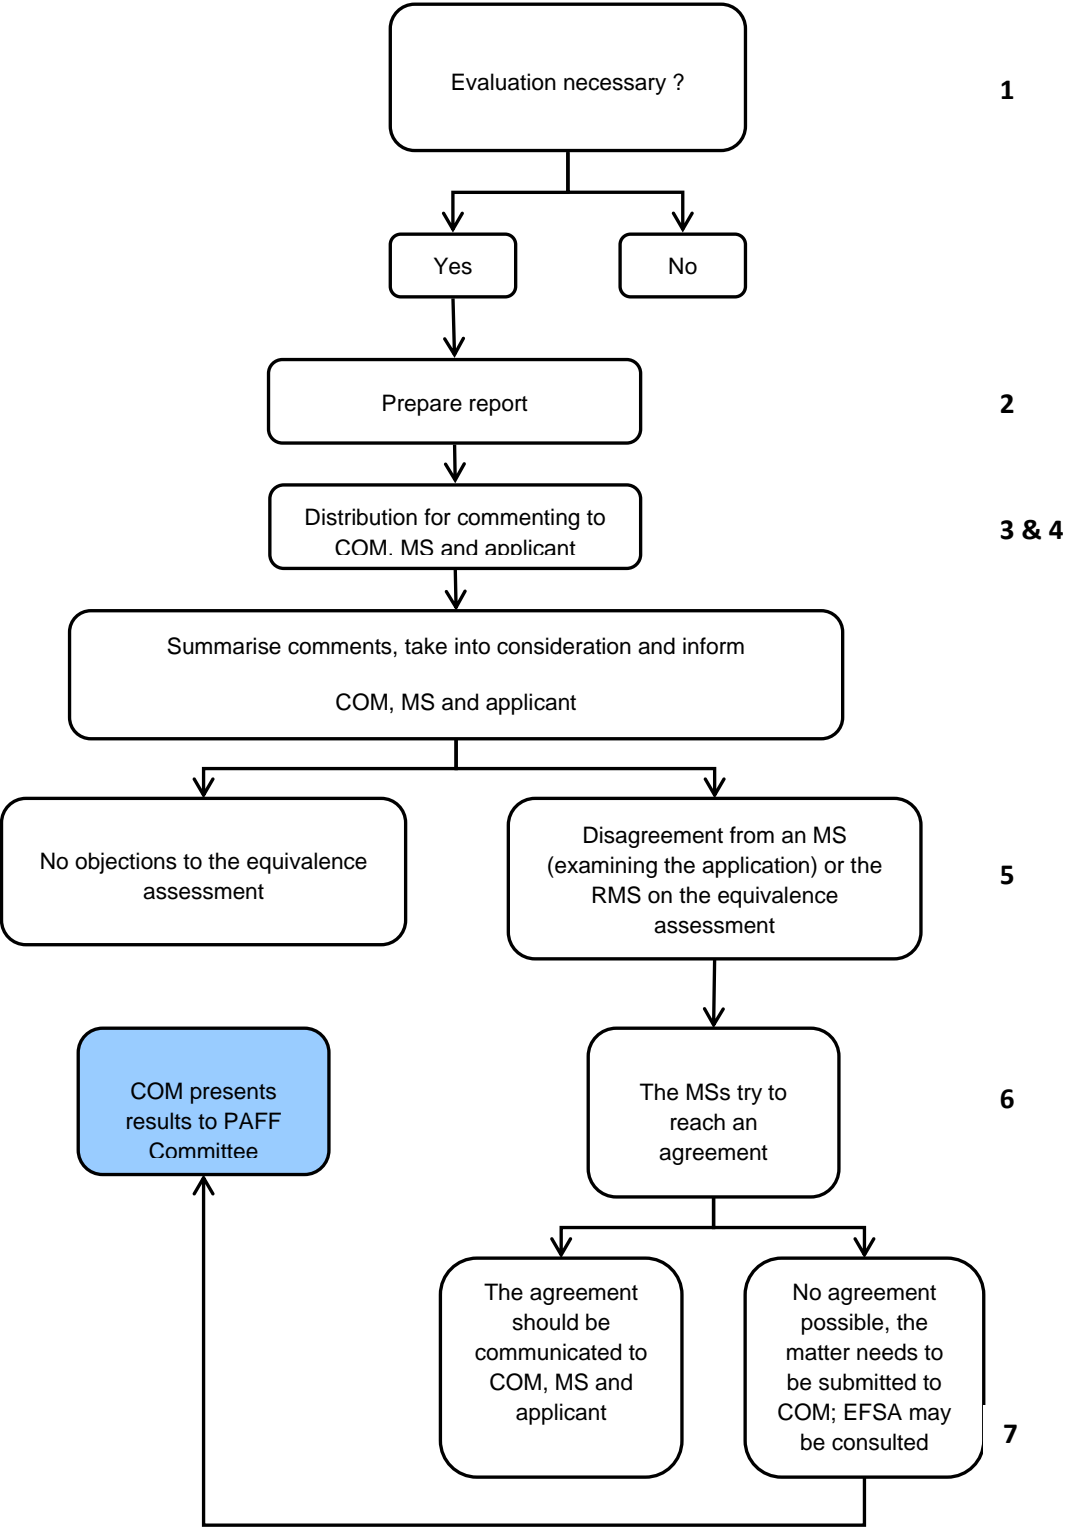 Evaluation necessary ?
1
Yes
No
Prepare report
2
Distribution for commenting to
COM, MS and applicant
3 & 4
Summarise comments, take into consideration and inform
COM, MS and applicant
No objections to the equivalence
assessment
Disagreement from an MS
(examining the application) or the
RMS on the equivalence
assessment
5
COM presents
results to PAFF
Committee
The MSs try to
reach an
agreement
6
The agreement
should be
communicated to
COM, MS and
applicant
No agreement
possible, the
matter needs to
be submitted to
COM; EFSA may
be consulted
7